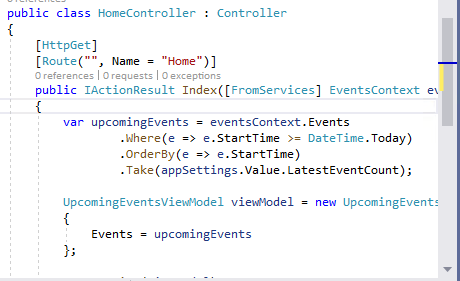 public class HomeController : Controller
{
[HttpGet]
[Route("", Name = "Home")]
0 references | 0 requests | 0 exceptions
public IActionResult Index([FromServices] EventsContext ev
{
var upcomingEvents = eventsContext.Events
.Where(e => e.StartTime >= DateTime.Today)
.OrderBy(e => e.StartTime)
.Take(appSettings.Value.LatestEventCount);
UpcomingEventsViewModel viewModel = new UpcomingEvents
{
Events = upcomingEvents
};